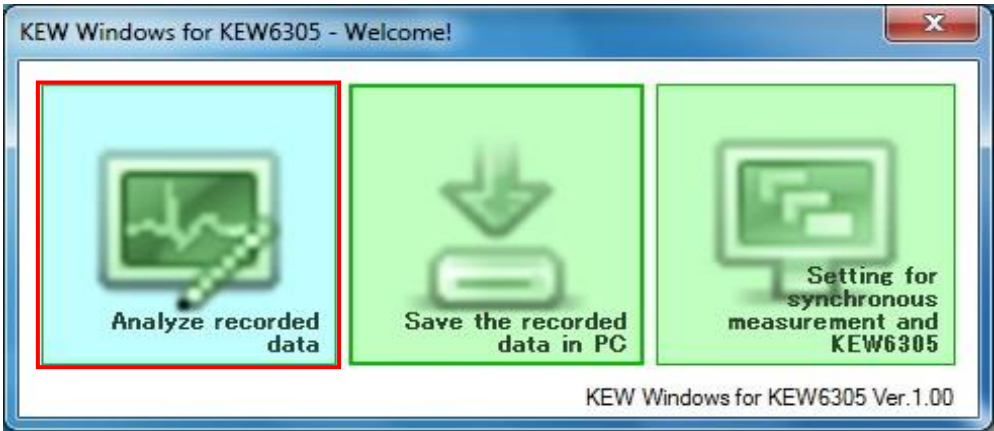 KEW Windows for KEW6305 - Welcome!
Analyze recorded
data
Save the recorded
data in PC
Setting for
synchronous
measurement and
KEW6305
KEW Windows for KEW6305 Ver.1.00